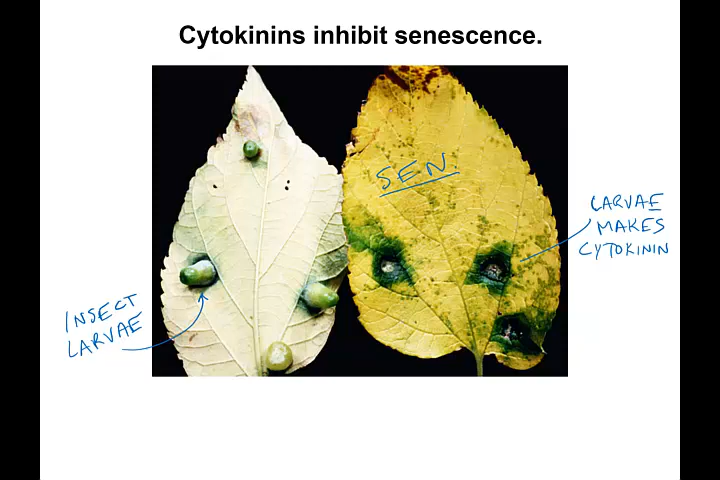 Cytokinins inhibit senescence.
SEN.
LARVAE
MAKES
CYTOKININ
INSECT
LARVAE